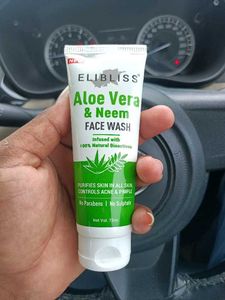 ELIBLISS
Aloe Vera
& Neem
FACE WASH
Infused with
100% Natural Bioactives
PURIFIES SKIN IN ALL SKIN
CONTROLS ACNE & PIMPLE
No Parabens | No Sulphate
Net Vol. 75ml